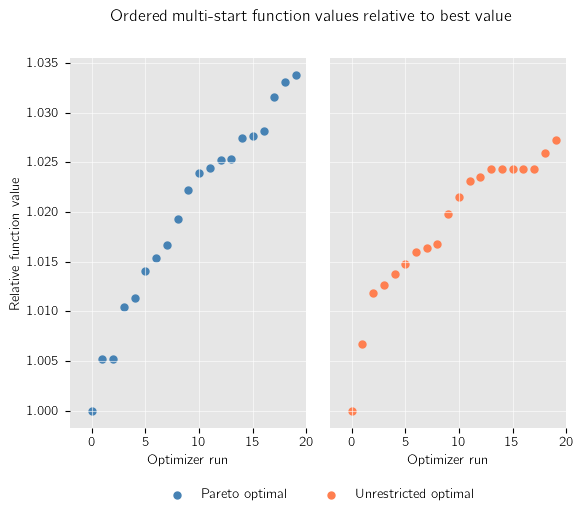 Ordered multi-start function values relative to best value
Relative function value
1.035
1.030
1.025
1.020
1.015
1.010
1.005
1.000
0 5 10 15 20
0 5 10 15 20
Optimizer run
Optimizer run
Pareto optimal
Unrestricted optimal